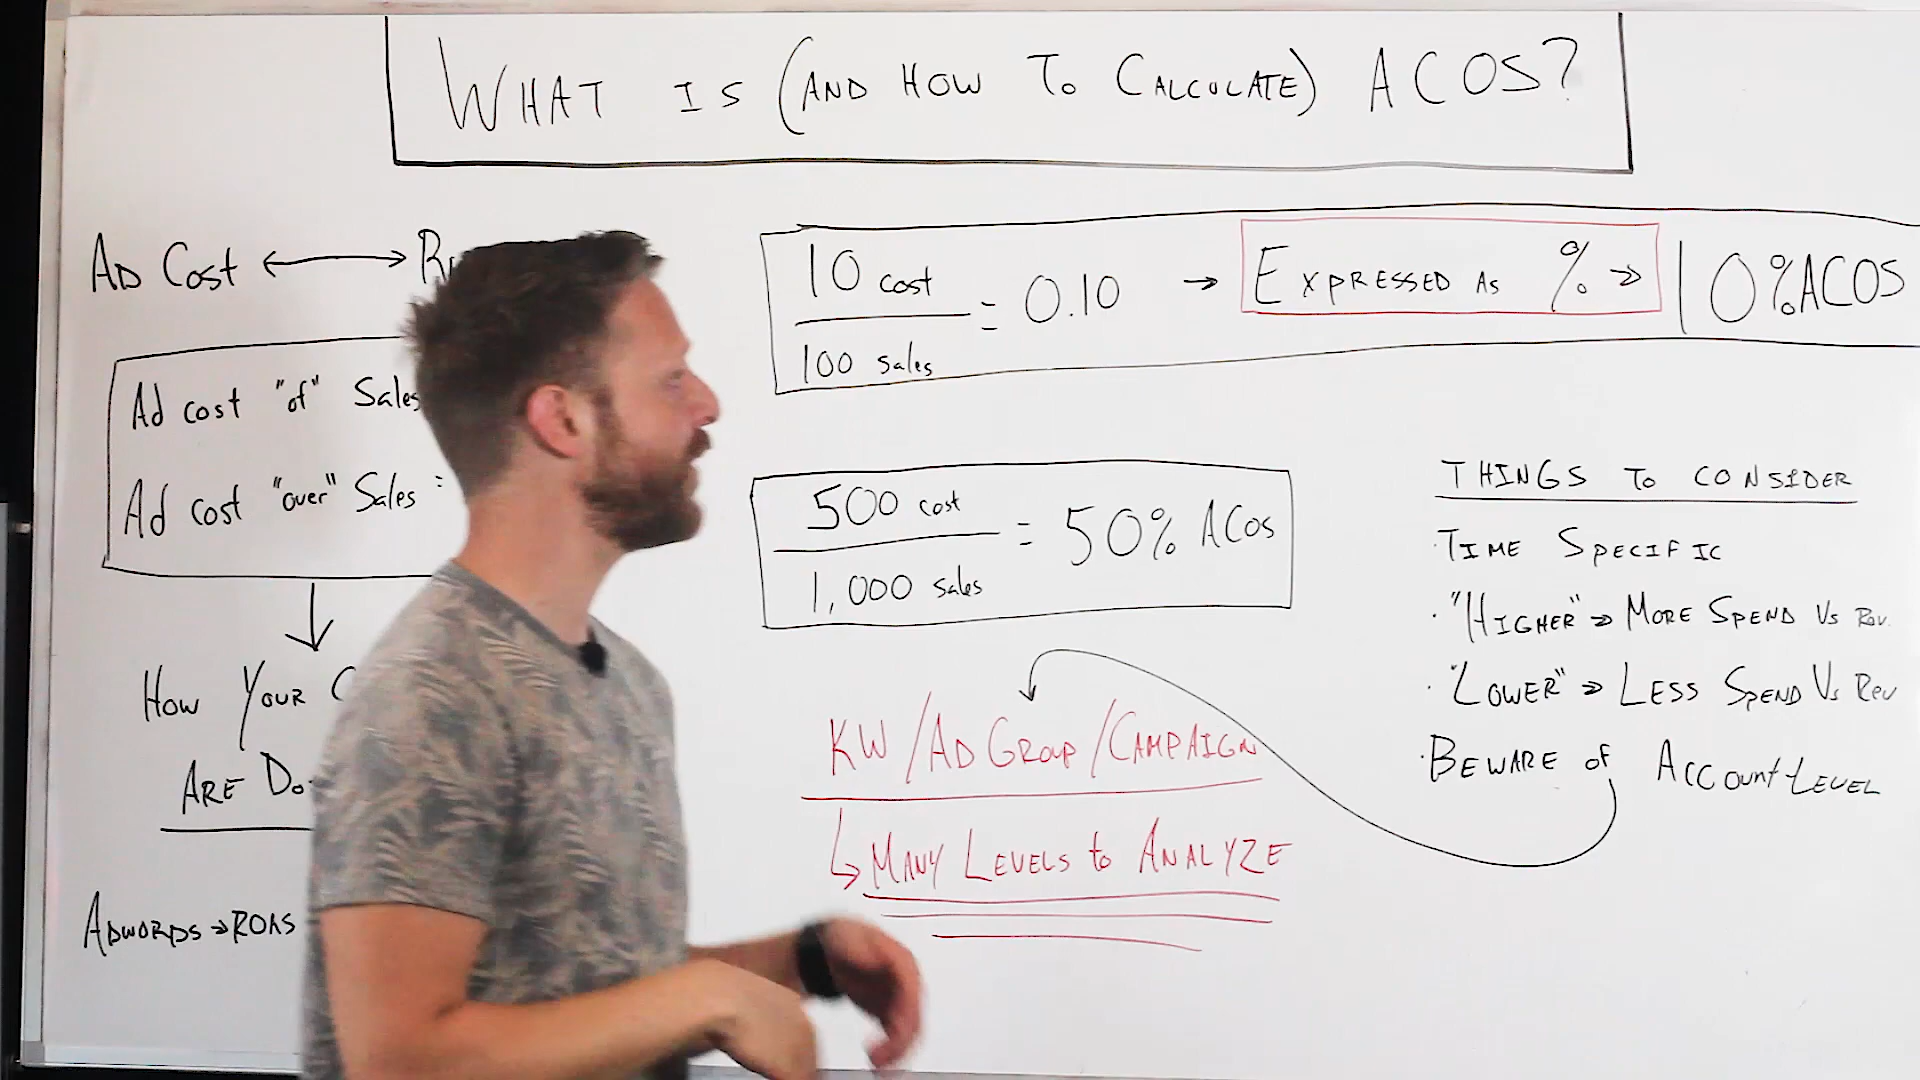 WHAT IS (AND HOW To CALCULATE) ACOS?
AD COST
Ad cost "of" Sales
Ad cost "over" Sales
HOW YOUR
ARE
ADWORDS → ROAS
10 cost
100 sales
= 0.10 → EXPRESSED AS % → 10% ACOS
500 cost
1,000 sales
= 50% ACOS
KW / AD GROUP / CAMPAIGN
MANY LEVELS to ANALYZE
THINGS To CONSIDER
· TIME SPECIFIC
· "HIGHER" → MORE SPEND VS REV.
· "LOWER" → LESS SPEND VS REV
· BEWARE OF ACCOUNT-LEVEL